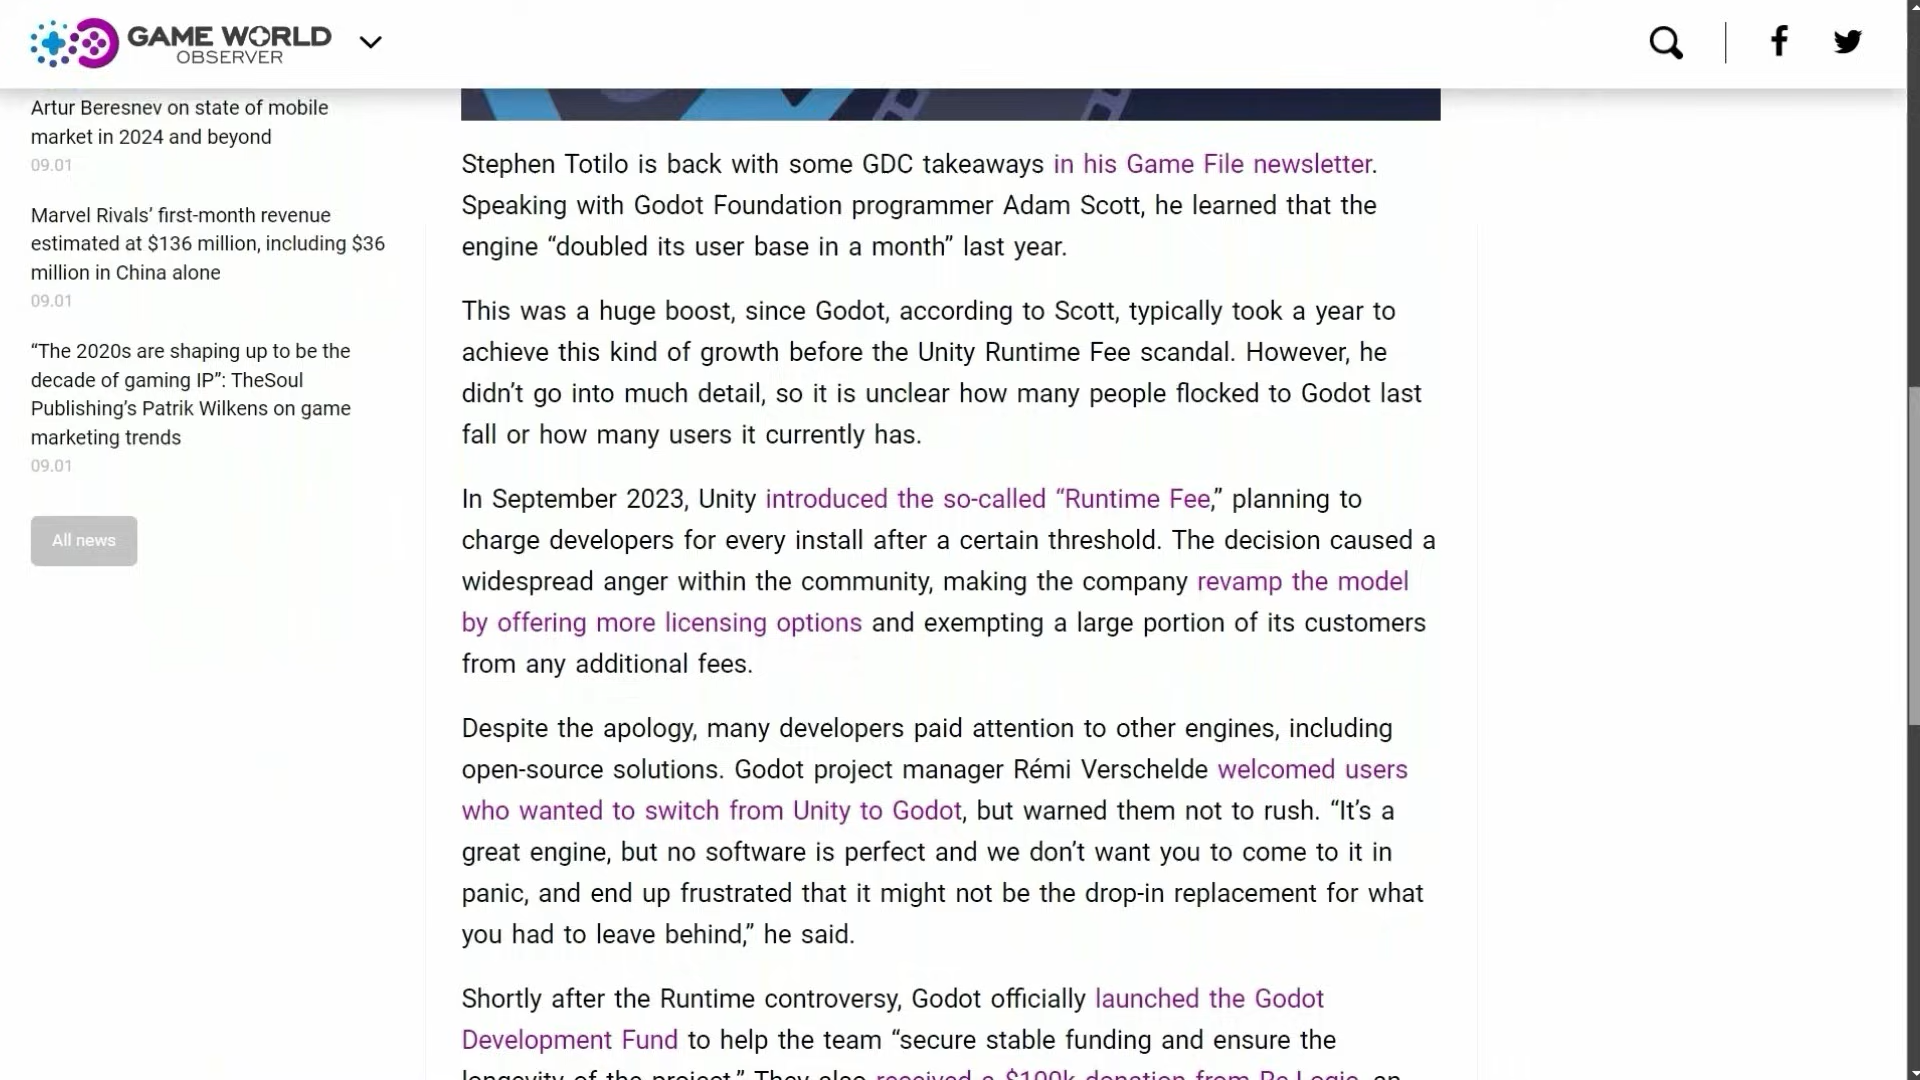 GAME WORLD
OBSERVER
Artur Beresnev on state of mobile
market in 2024 and beyond
09.01
Marvel Rivals’ first-month revenue
estimated at $136 million, including $36
million in China alone
09.01
“The 2020s are shaping up to be the
decade of gaming IP”: TheSoul
Publishing’s Patrik Wilkens on game
marketing trends
09.01
All news
Stephen Totilo is back with some GDC takeaways in his Game File newsletter.
Speaking with Godot Foundation programmer Adam Scott, he learned that the
engine “doubled its user base in a month” last year.
This was a huge boost, since Godot, according to Scott, typically took a year to
achieve this kind of growth before the Unity Runtime Fee scandal. However, he
didn’t go into much detail, so it is unclear how many people flocked to Godot last
fall or how many users it currently has.
In September 2023, Unity introduced the so-called “Runtime Fee,” planning to
charge developers for every install after a certain threshold. The decision caused a
widespread anger within the community, making the company revamp the model
by offering more licensing options and exempting a large portion of its customers
from any additional fees.
Despite the apology, many developers paid attention to other engines, including
open-source solutions. Godot project manager Rémi Verschelde welcomed users
who wanted to switch from Unity to Godot, but warned them not to rush. “It’s a
great engine, but no software is perfect and we don’t want you to come to it in
panic, and end up frustrated that it might not be the drop-in replacement for what
you had to leave behind,” he said.
Shortly after the Runtime controversy, Godot officially launched the Godot
Development Fund to help the team “secure stable funding and ensure the
longevity of the project.” They also received a $100k donation from Re-Logic, an